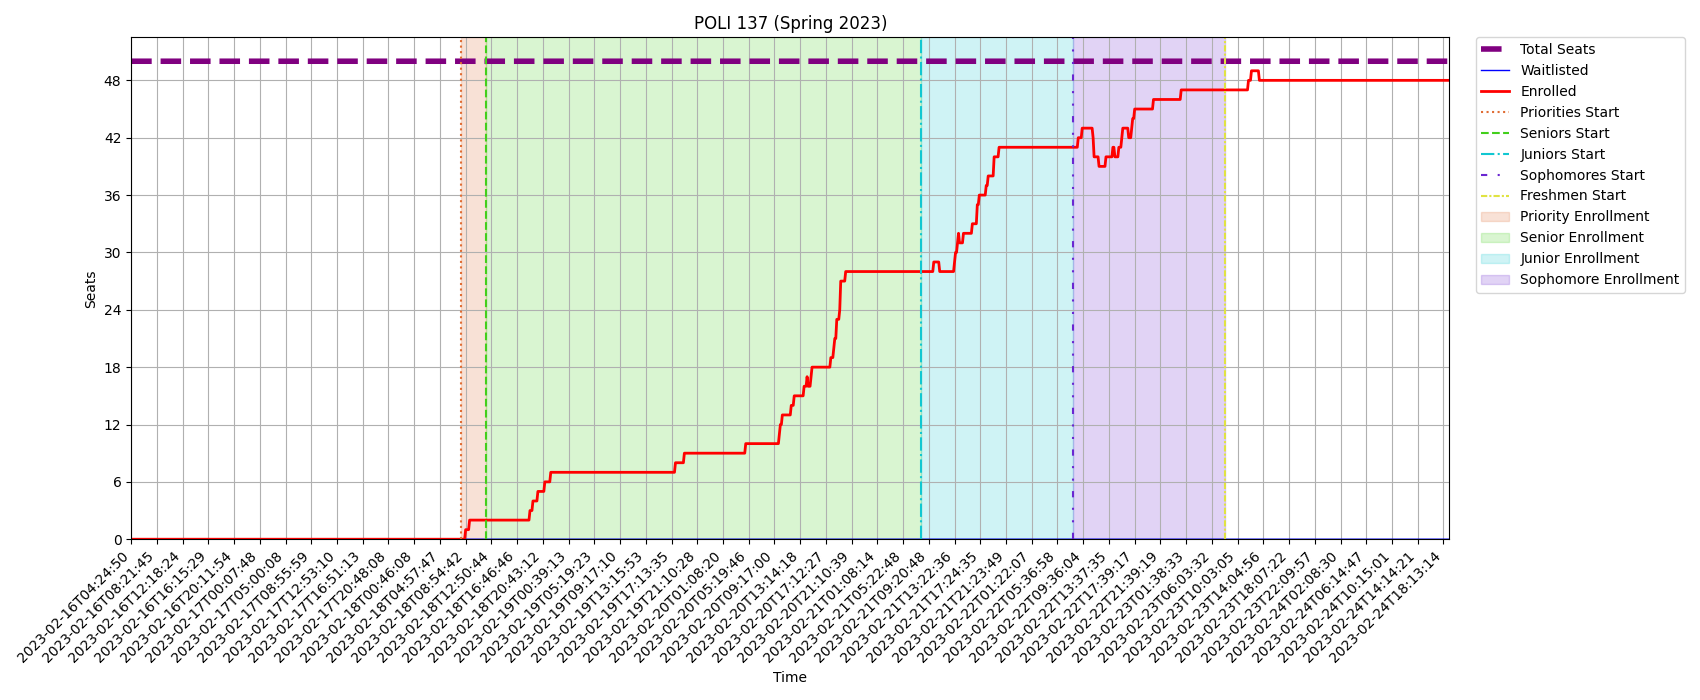 POLI 137 (Spring 2023)
Total Seats
Waitlisted
Enrolled
Priorities Start
Seniors Start
Juniors Start
Sophomores Start
Freshmen Start
Priority Enrollment
Senior Enrollment
Junior Enrollment
Sophomore Enrollment
Seats
48
42
36
30
24
18
12
6
0
2023-02-16T04:24:50
2023-02-16T08:21:45
2023-02-16T12:18:24
2023-02-16T16:15:29
2023-02-16T20:11:54
2023-02-17T00:07:48
2023-02-17T05:00:08
2023-02-17T08:55:59
2023-02-17T12:53:10
2023-02-17T16:51:13
2023-02-17T20:48:08
2023-02-18T00:46:08
2023-02-18T04:57:47
2023-02-18T08:54:42
2023-02-18T12:50:44
2023-02-18T16:46:46
2023-02-18T20:43:12
2023-02-19T00:39:13
2023-02-19T05:19:23
2023-02-19T09:17:10
2023-02-19T13:15:53
2023-02-19T17:13:35
2023-02-19T21:10:28
2023-02-20T01:08:20
2023-02-20T05:19:46
2023-02-20T09:17:00
2023-02-20T13:14:18
2023-02-20T17:12:27
2023-02-20T21:10:39
2023-02-21T01:08:14
2023-02-21T05:22:48
2023-02-21T09:20:48
2023-02-21T13:22:36
2023-02-21T17:24:35
2023-02-21T21:23:49
2023-02-22T01:22:07
2023-02-22T05:36:58
2023-02-22T09:36:04
2023-02-22T13:37:35
2023-02-22T17:39:17
2023-02-22T21:39:19
2023-02-23T01:38:33
2023-02-23T06:03:32
2023-02-23T10:03:05
2023-02-23T14:04:56
2023-02-23T18:07:22
2023-02-23T22:09:57
2023-02-24T02:08:30
2023-02-24T06:14:47
2023-02-24T10:15:01
2023-02-24T14:14:21
2023-02-24T18:13:14
Time